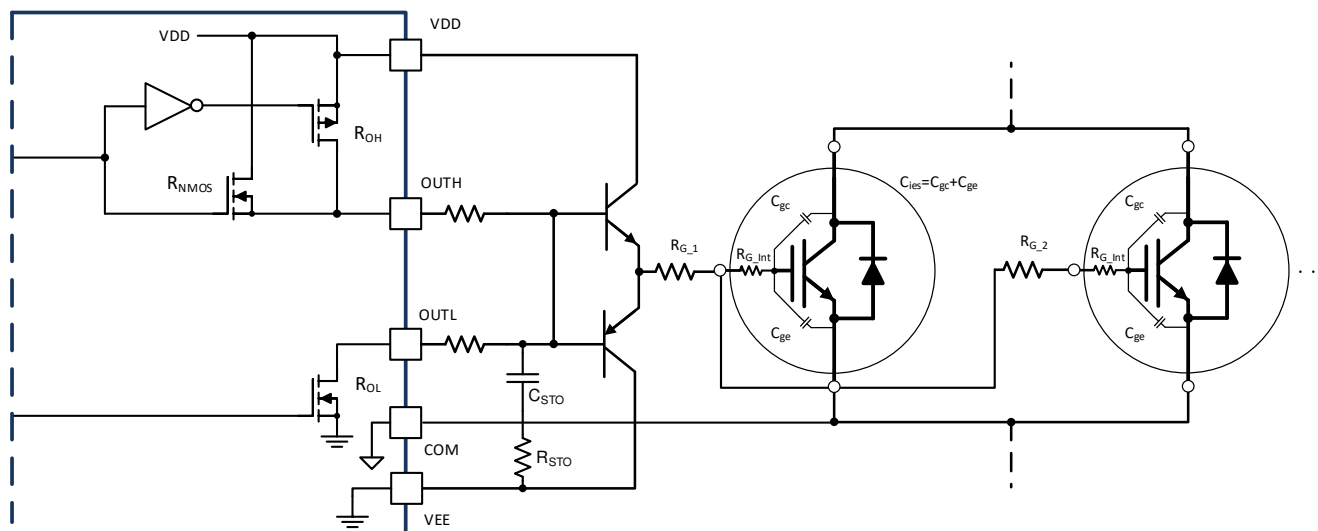 VDD
VDD
R_OH
R_NMOS
OUTH
OUTL
R_OL
C_STO
COM
R_STO
VEE
R_G_1
C_ies=C_gc+C_ge
C_gc
R_G_Int
C_ge
R_G_2
C_gc
R_G_Int
C_ge
. .